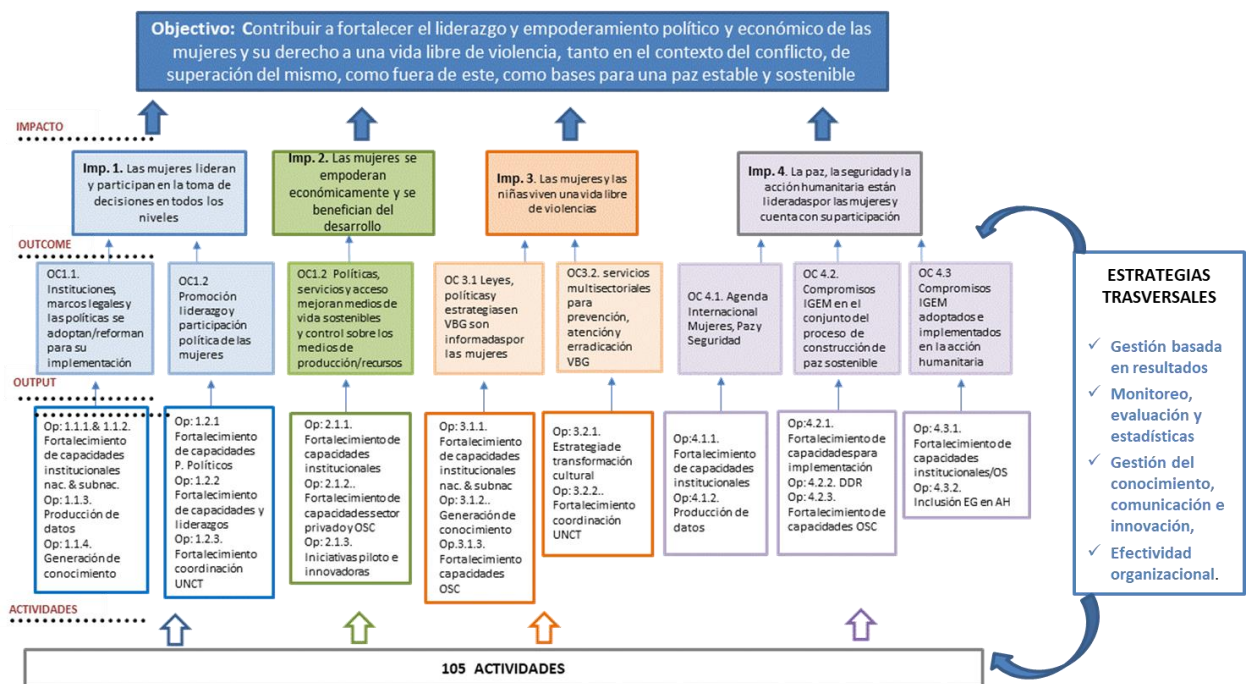 Objectivo: Contribuir a fortalecer el liderazgo y empoderamiento político y económico de las
mujeres y su derecho a una vida libre de violencia, tanto en el contexto del conflicto, de
superación del mismo, como fuera de este, como bases para una paz estable y sostenible
IMPACTO
Imp. 1. Las mujeres lideran
y participan en la toma de
decisiones en todos los
niveles
Imp. 2. Las mujeres se
empoderan
económicamente y se
benefician del
desarrollo
Imp. 3. Las mujeres y las
niñas viven una vida libre
de violencias
Imp. 4. La paz, la seguridad y la
acción humanitaria están
lideradas por las mujeres y
cuenta con su participación
OUTCOME
OC1.1.
Instituciones,
marcos legales y
las políticas se
adoptan/reforman
para su
implementación
OC1.2
Promoción
liderazgo y
participación
política de las
mujeres
OC1.2 Políticas,
servicios y acceso
mejoran medios de
vida sostenibles
y control sobre los
medios de
producción/recursos
OC 3.1 Leyes,
políticas y
estrategias en
VBG son
informadas por
las mujeres
OC3.2. servicios
multisectoriales
para
prevención,
atención y
erradicación
VBG
OC 4.1. Agenda
Internacional
Mujeres, Paz y
Seguridad
OC 4.2.
Compromisos
IGEM en el
conjunto del
proceso de
construcción de
paz sostenible
OC 4.3
Compromisos
IGEM
adoptados e
implementados
en la acción
humanitaria
OUTPUT
Op: 1.1.1.& 1.1.2.
Fortalecimiento
de capacidades
institucionales
nac. & subnac.
Op: 1.1.3.
Producción de
datos
Op: 1.1.4.
Generación de
conocimiento
Op: 1.2.1
Fortalecimiento
de capacidades
P. Políticos
Op: 1.2.2
Fortalecimiento
de capacidades y
liderazgos
Op: 1.2.3.
Fortalecimiento
coordinación
UNCT
Op: 2.1.1.
Fortalecimiento de
capacidades
institucionales
Op: 2.1.2..
Fortalecimiento de
capacidades sector
privado y OSC
Op: 2.1.3.
Iniciativas piloto e
innovadoras
Op: 3.1.1.
Fortalecimiento
de capacidades
institucionales
nac. & subnac
Op: 3.1.2..
Generación de
conocimiento
Op.3.1.3.
Fortalecimiento
capacidades
OSC
Op: 3.2.1.
Estrategia de
transformación
cultural
Op: 3.2.2..
Fortalecimiento
coordinación
UNCT
Op:4.1.1.
Fortalecimiento de
capacidades
institucionales
Op:4.1.2.
Producción de
datos
Op: 4.2.1.
Fortalecimiento de
capacidades para
implementación
Op: 4.2.2. DDR
Op: 4.2.3.
Fortalecimiento de
capacidades OSC
Op: 4.3.1.
Fortalecimiento de
capacidades
institucionales/OS
Op: 4.3.2.
Inclusión EG en AH
ACTIVIDADES
105 ACTIVIDADES
ESTRATEGIAS
TRASVERSALES
✓ Gestión basada
en resultados
✓ Monitoreo,
evaluación y
estadísticas
✓ Gestión del
conocimiento,
comunicación e
innovación,
✓ Efectividad
organizacional.